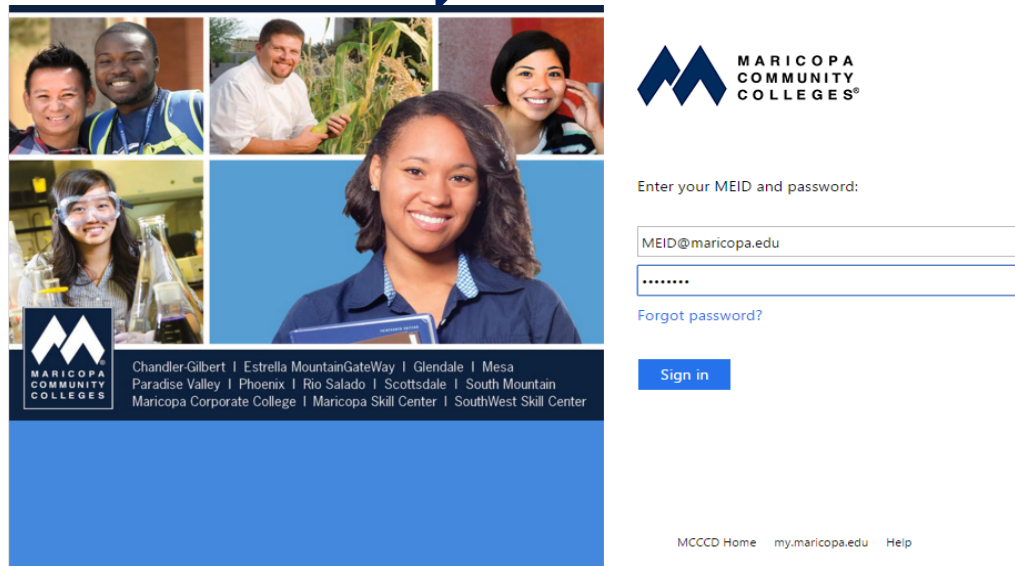 MARICOPA
COMMUNITY
COLLEGES®
Chandler-Gilbert I Estrella MountainGateWay I Glendale I Mesa
Paradise Valley I Phoenix I Rio Salado I Scottsdale I South Mountain
Maricopa Corporate College I Maricopa Skill Center I SouthWest Skill Center
MARICOPA
COMMUNITY
COLLEGES®
Enter your MEID and password:
MEID@maricopa.edu
••••••••
Forgot password?
Sign in
MCCCD Home my.maricopa.edu Help